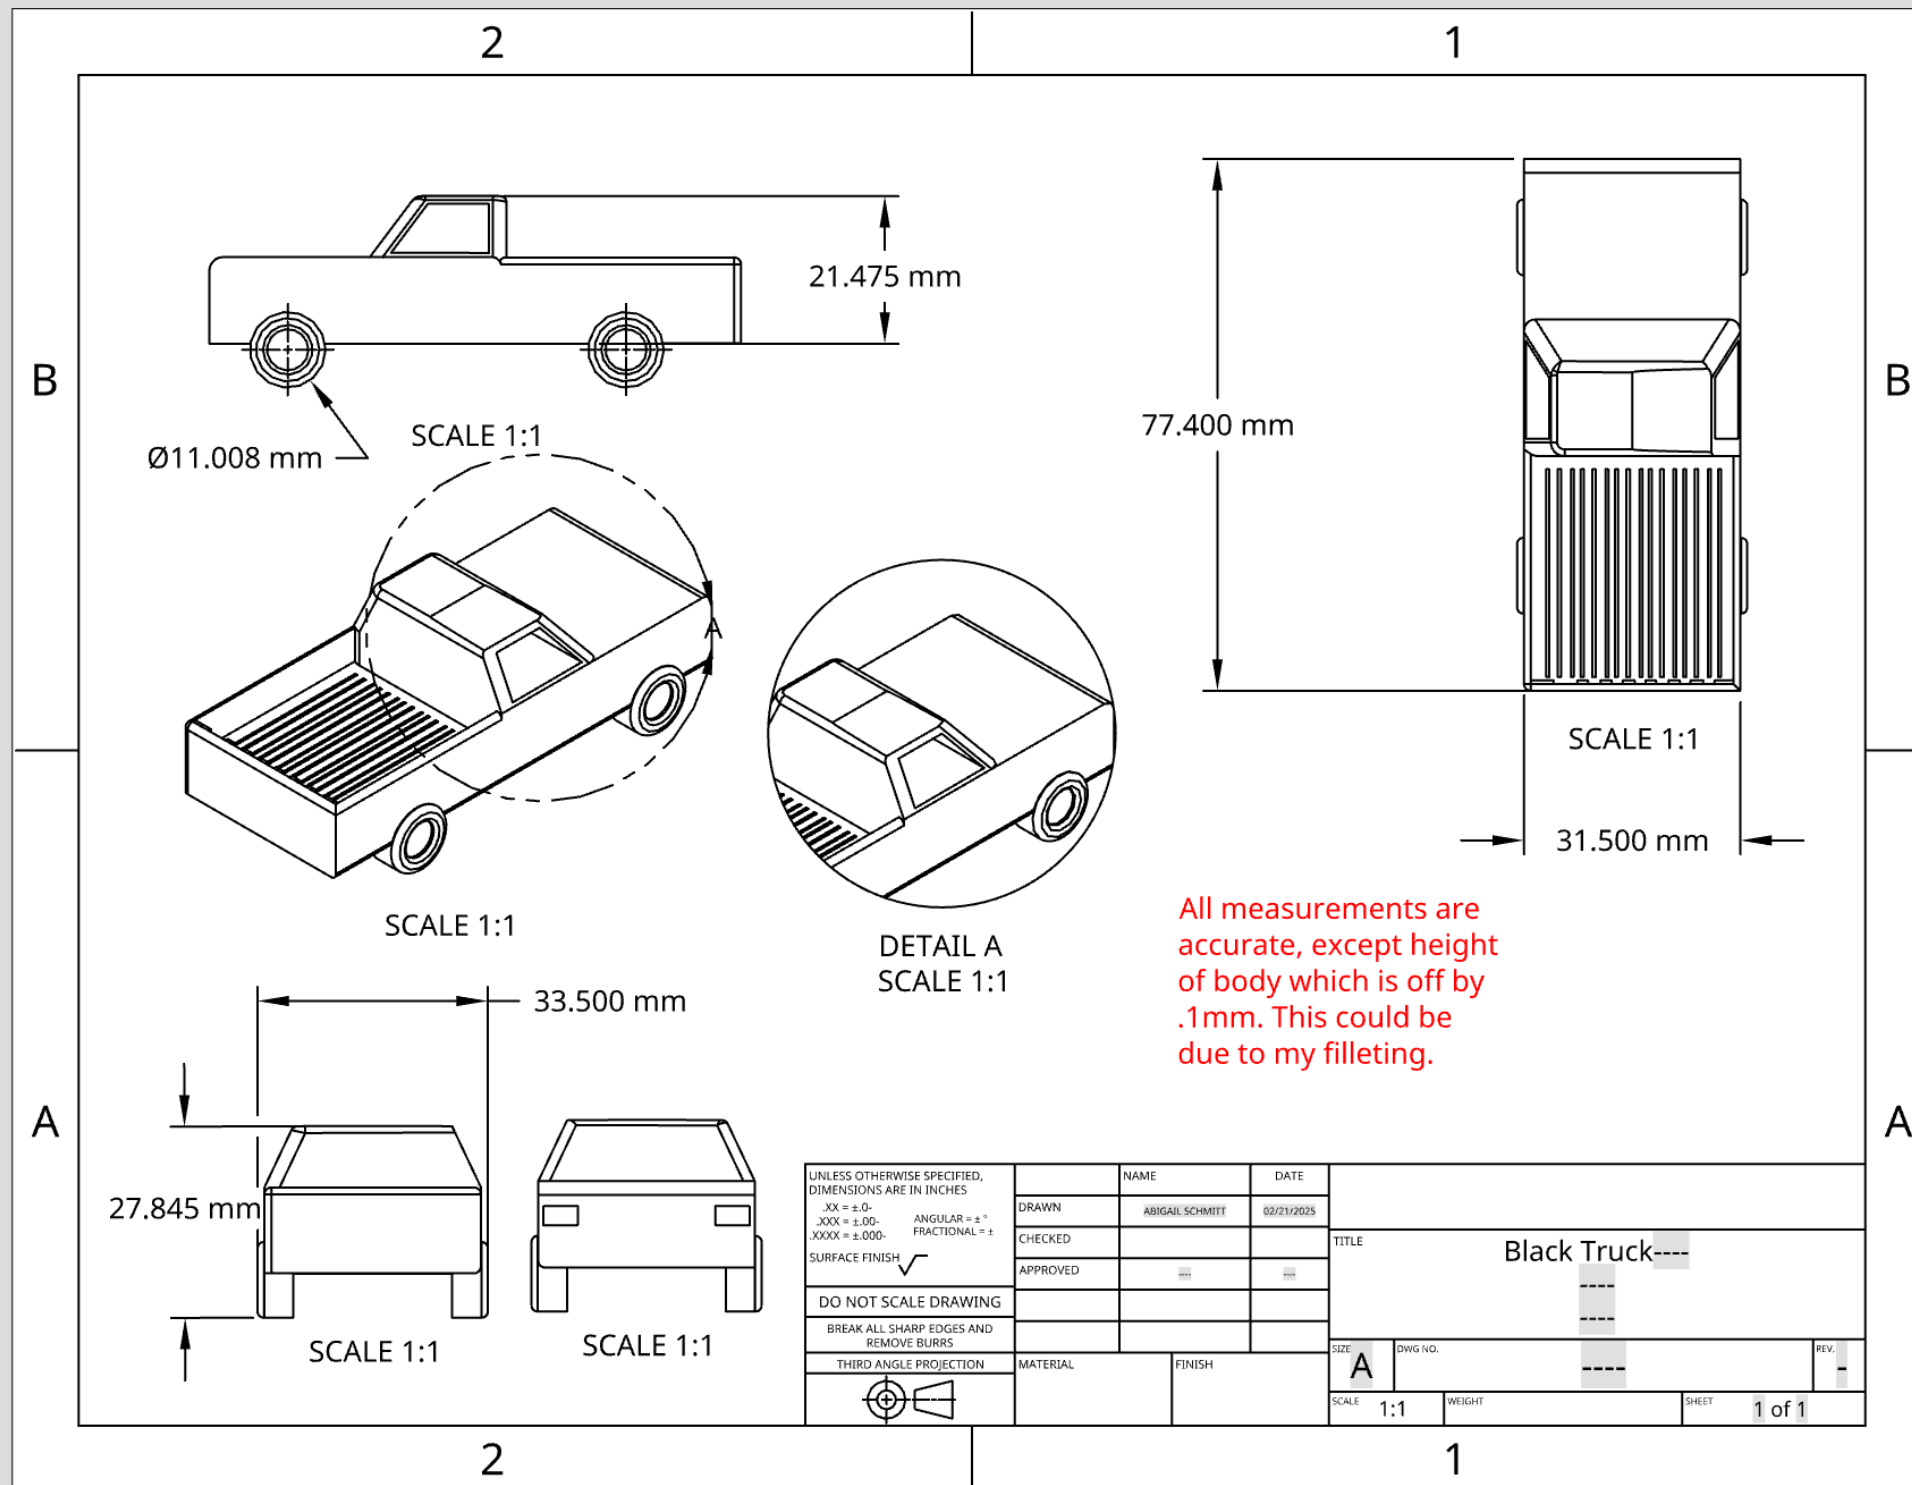 2
1
21.475 mm
B
77.400 mm
B
SCALE 1:1
Ø11.008 mm
A
SCALE 1:1
31.500 mm
SCALE 1:1
DETAIL A
SCALE 1:1
All measurements are
accurate, except height
of body which is off by
.1mm. This could be
due to my filleting.
33.500 mm
A
A
27.845 mm
SCALE 1:1
SCALE 1:1
UNLESS OTHERWISE SPECIFIED,
DIMENSIONS ARE IN INCHES
.XX = ±.0-
.XXX = ±.00-
.XXXX = ±.000-
ANGULAR = ± °
FRACTIONAL = ±
SURFACE FINISH
DO NOT SCALE DRAWING
BREAK ALL SHARP EDGES AND
REMOVE BURRS
THIRD ANGLE PROJECTION
NAME
DATE
DRAWN
ABIGAIL SCHMITT
02/21/2025
CHECKED
APPROVED
----
----
MATERIAL
FINISH
TITLE
Black Truck----
----
----
SIZE
A
DWG NO.
----
REV.
-
SCALE
1:1
WEIGHT
SHEET
1 of 1
2
1